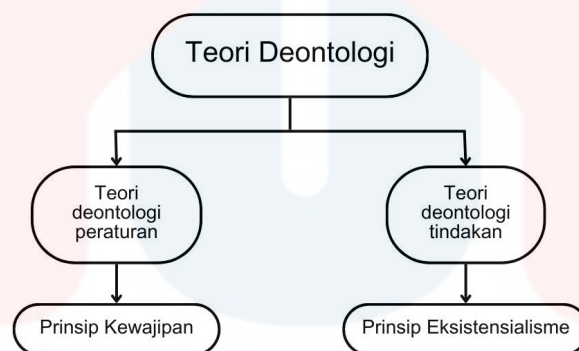 Teori Deontologi
Teori
deontologi
peraturan
Teori
deontologi
tindakan
Prinsip Kewajipan
Prinsip Eksistensialisme